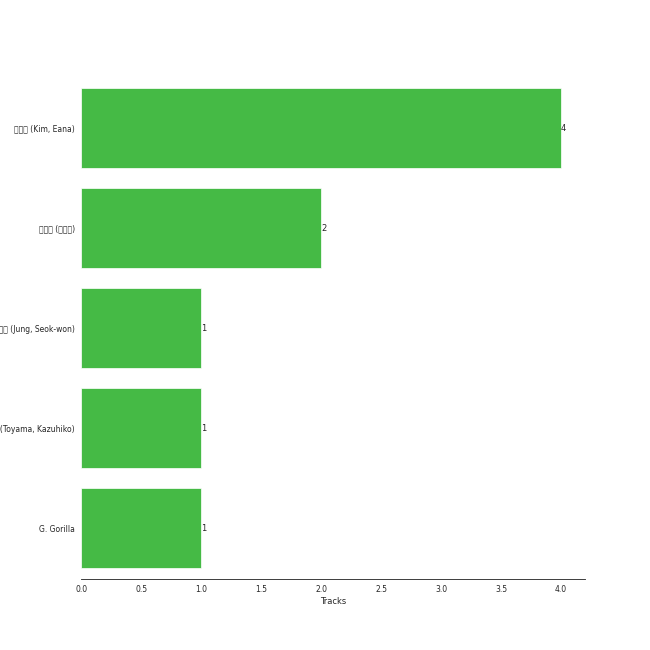 (Kim, Eana)
4
2
(Jung, Seok-won)
1
(Toyama, Kazuhiko)
1
G. Gorilla
1
0.0 0.5 1.0 1.5 2.0 2.5 3.0 3.5 4.0
Tracks